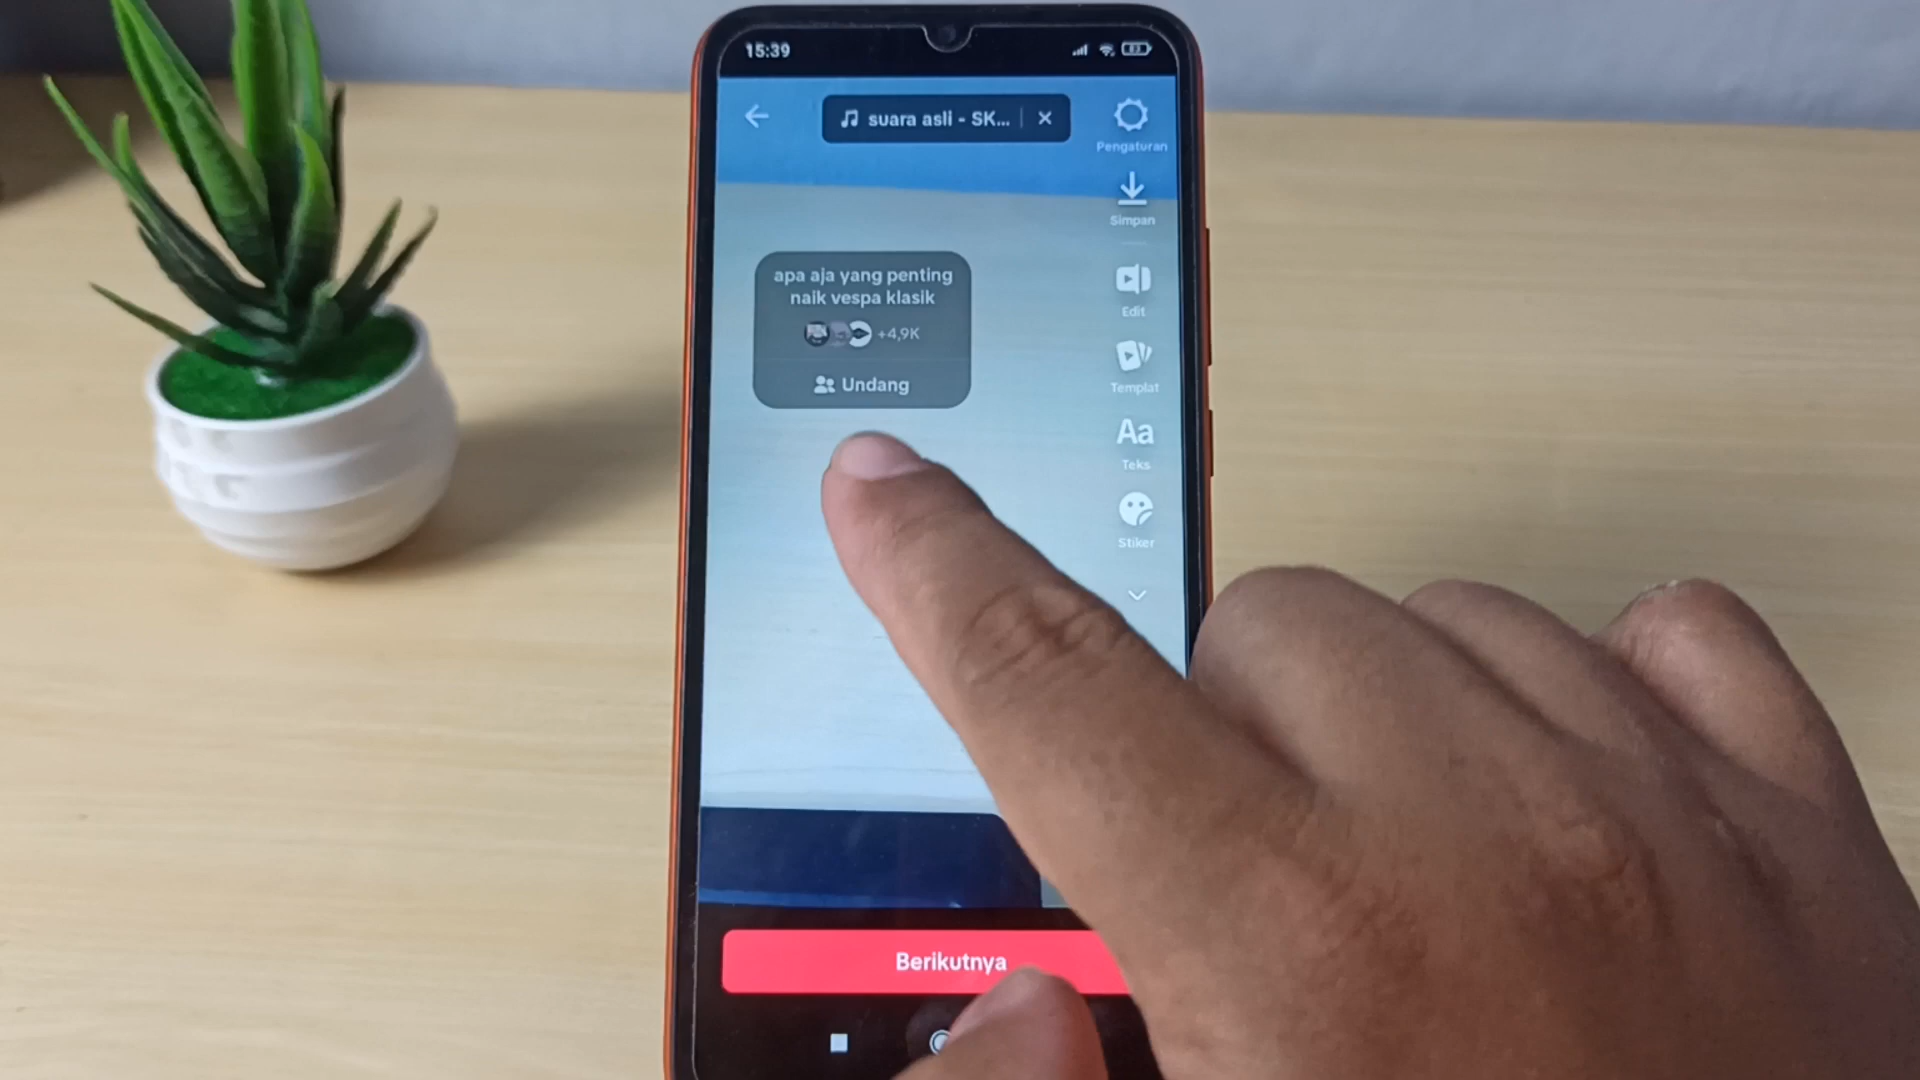 15:39
83
suara asli - SK...
Pengaturan
Simpan
apa aja yang penting
naik vespa klasik
+4,9K
Undang
Edit
Templat
Aa
Teks
Stiker
Berikutnya